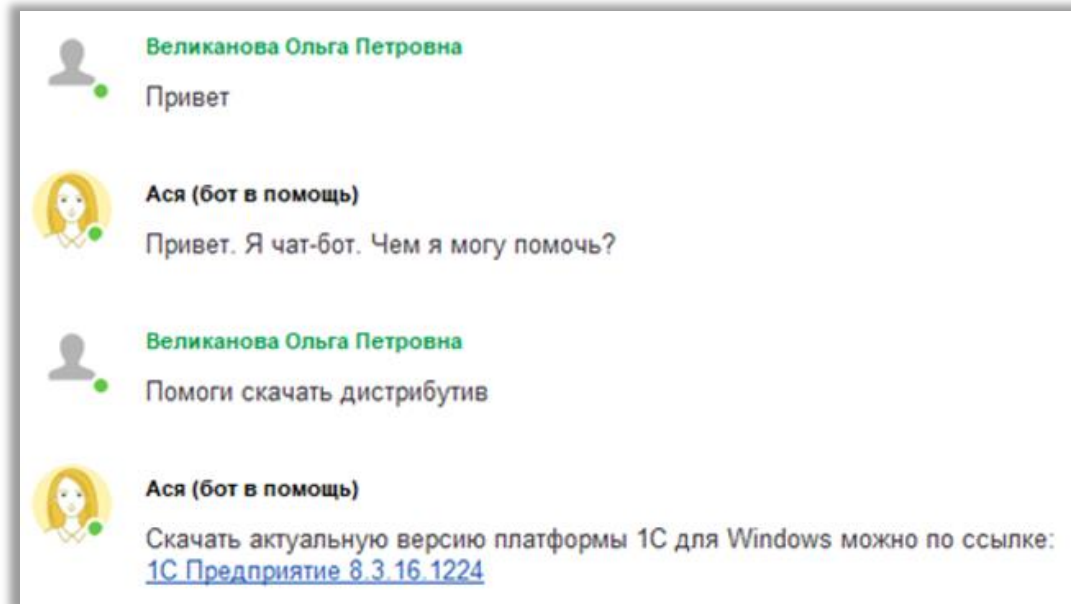 Великанова Ольга Петровна
Привет
Ася (бот в помощь)
Привет. Я чат-бот. Чем я могу помочь?
Великанова Ольга Петровна
Помоги скачать дистрибутив
Ася (бот в помощь)
Скачать актуальную версию платформы 1С для Windows можно по ссылке:
1С Предприятие 8.3.16.1224